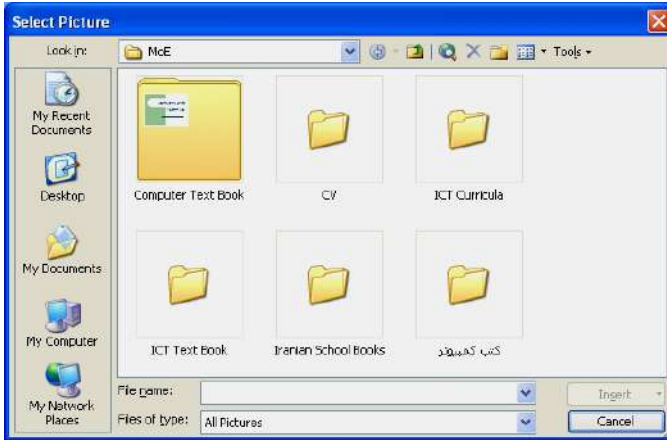 Select Picture
Look in:
McE
Tools
My Recent
Documents
Desktop
My Documents
My Computer
My Network
Places
Computer Text Book
CV
ICT Curricula
ICT Text Book
Iranian School Books
کتب کمپیوتر
File name:
Files of type:
All Pictures
Insert
Cancel